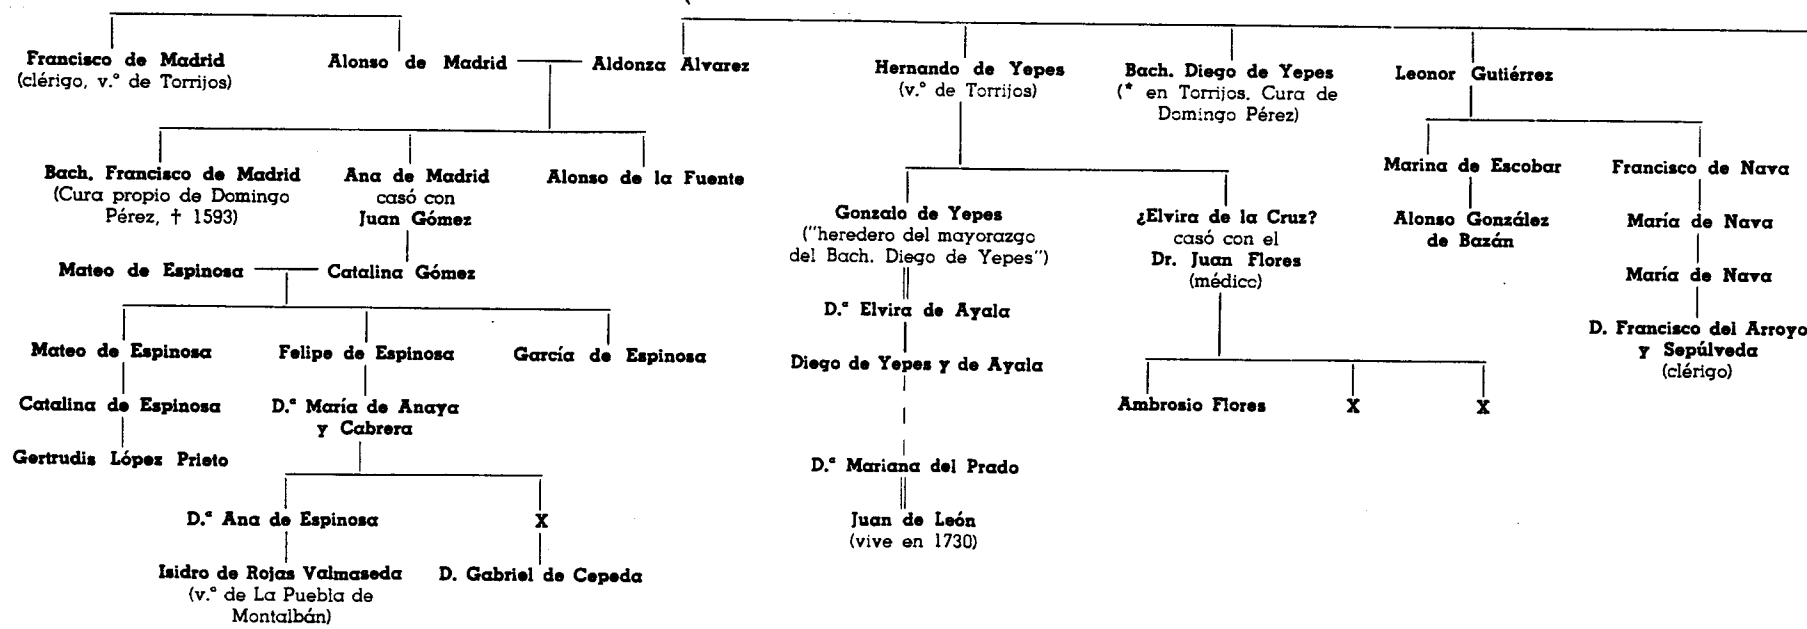 Francisco de Madrid
(clérigo, v.º de Torrijos)
Alonso de Madrid
Aldonza Alvarez
Hernando de Yepes
(v.º de Torrijos)
Bach. Diego de Yepes
(* en Torrijos. Cura de
Domingo Pérez)
Leonor Gutiérrez
Bach. Francisco de Madrid
(Cura propio de Domingo
Pérez, † 1593)
Ana de Madrid
casó con
Juan Gómez
Alonso de la Fuente
Marina de Escobar
Francisco de Nava
Gonzalo de Yepes
("heredero del mayorazgo
del Bach. Diego de Yepes")
¿Elvira de la Cruz?
casó con el
Dr. Juan Flores
(médicc)
Alonso González
de Bazán
María de Nava
Mateo de Espinosa
Catalina Gómez
María de Nava
D.ª Elvira de Ayala
D. Francisco del Arroyo
y Sepúlveda
(clérigo)
Mateo de Espinosa
Felipe de Espinosa
García de Espinosa
Diego de Yepes y de Ayala
Catalina de Espinosa
D.ª María de Anaya
y Cabrera
Ambrosio Flores
X
X
Gertrudis López Prieto
D.ª Mariana del Prado
D.ª Ana de Espinosa
X
Juan de León
(vive en 1730)
Isidro de Rojas Valmaseda
(v.º de La Puebla de
Montalbán)
D. Gabriel de Cepeda